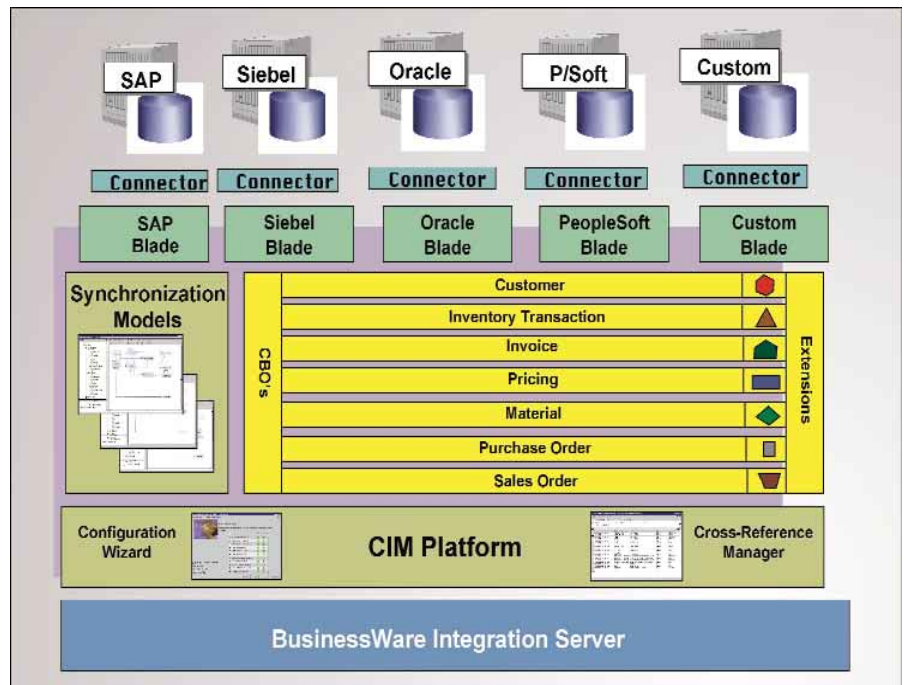 SAP
Siebel
Oracle
P/Soft
Custom
Connector
Connector
Connector
Connector
Connector
SAP
Blade
Siebel
Blade
Oracle
Blade
PeopleSoft
Blade
Custom
Blade
Synchronization
Models
CBO's
Customer
Inventory Transaction
Invoice
Pricing
Material
Purchase Order
Sales Order
Extensions
Configuration
Wizard
CIM Platform
Cross-Reference
Manager
BusinessWare Integration Server